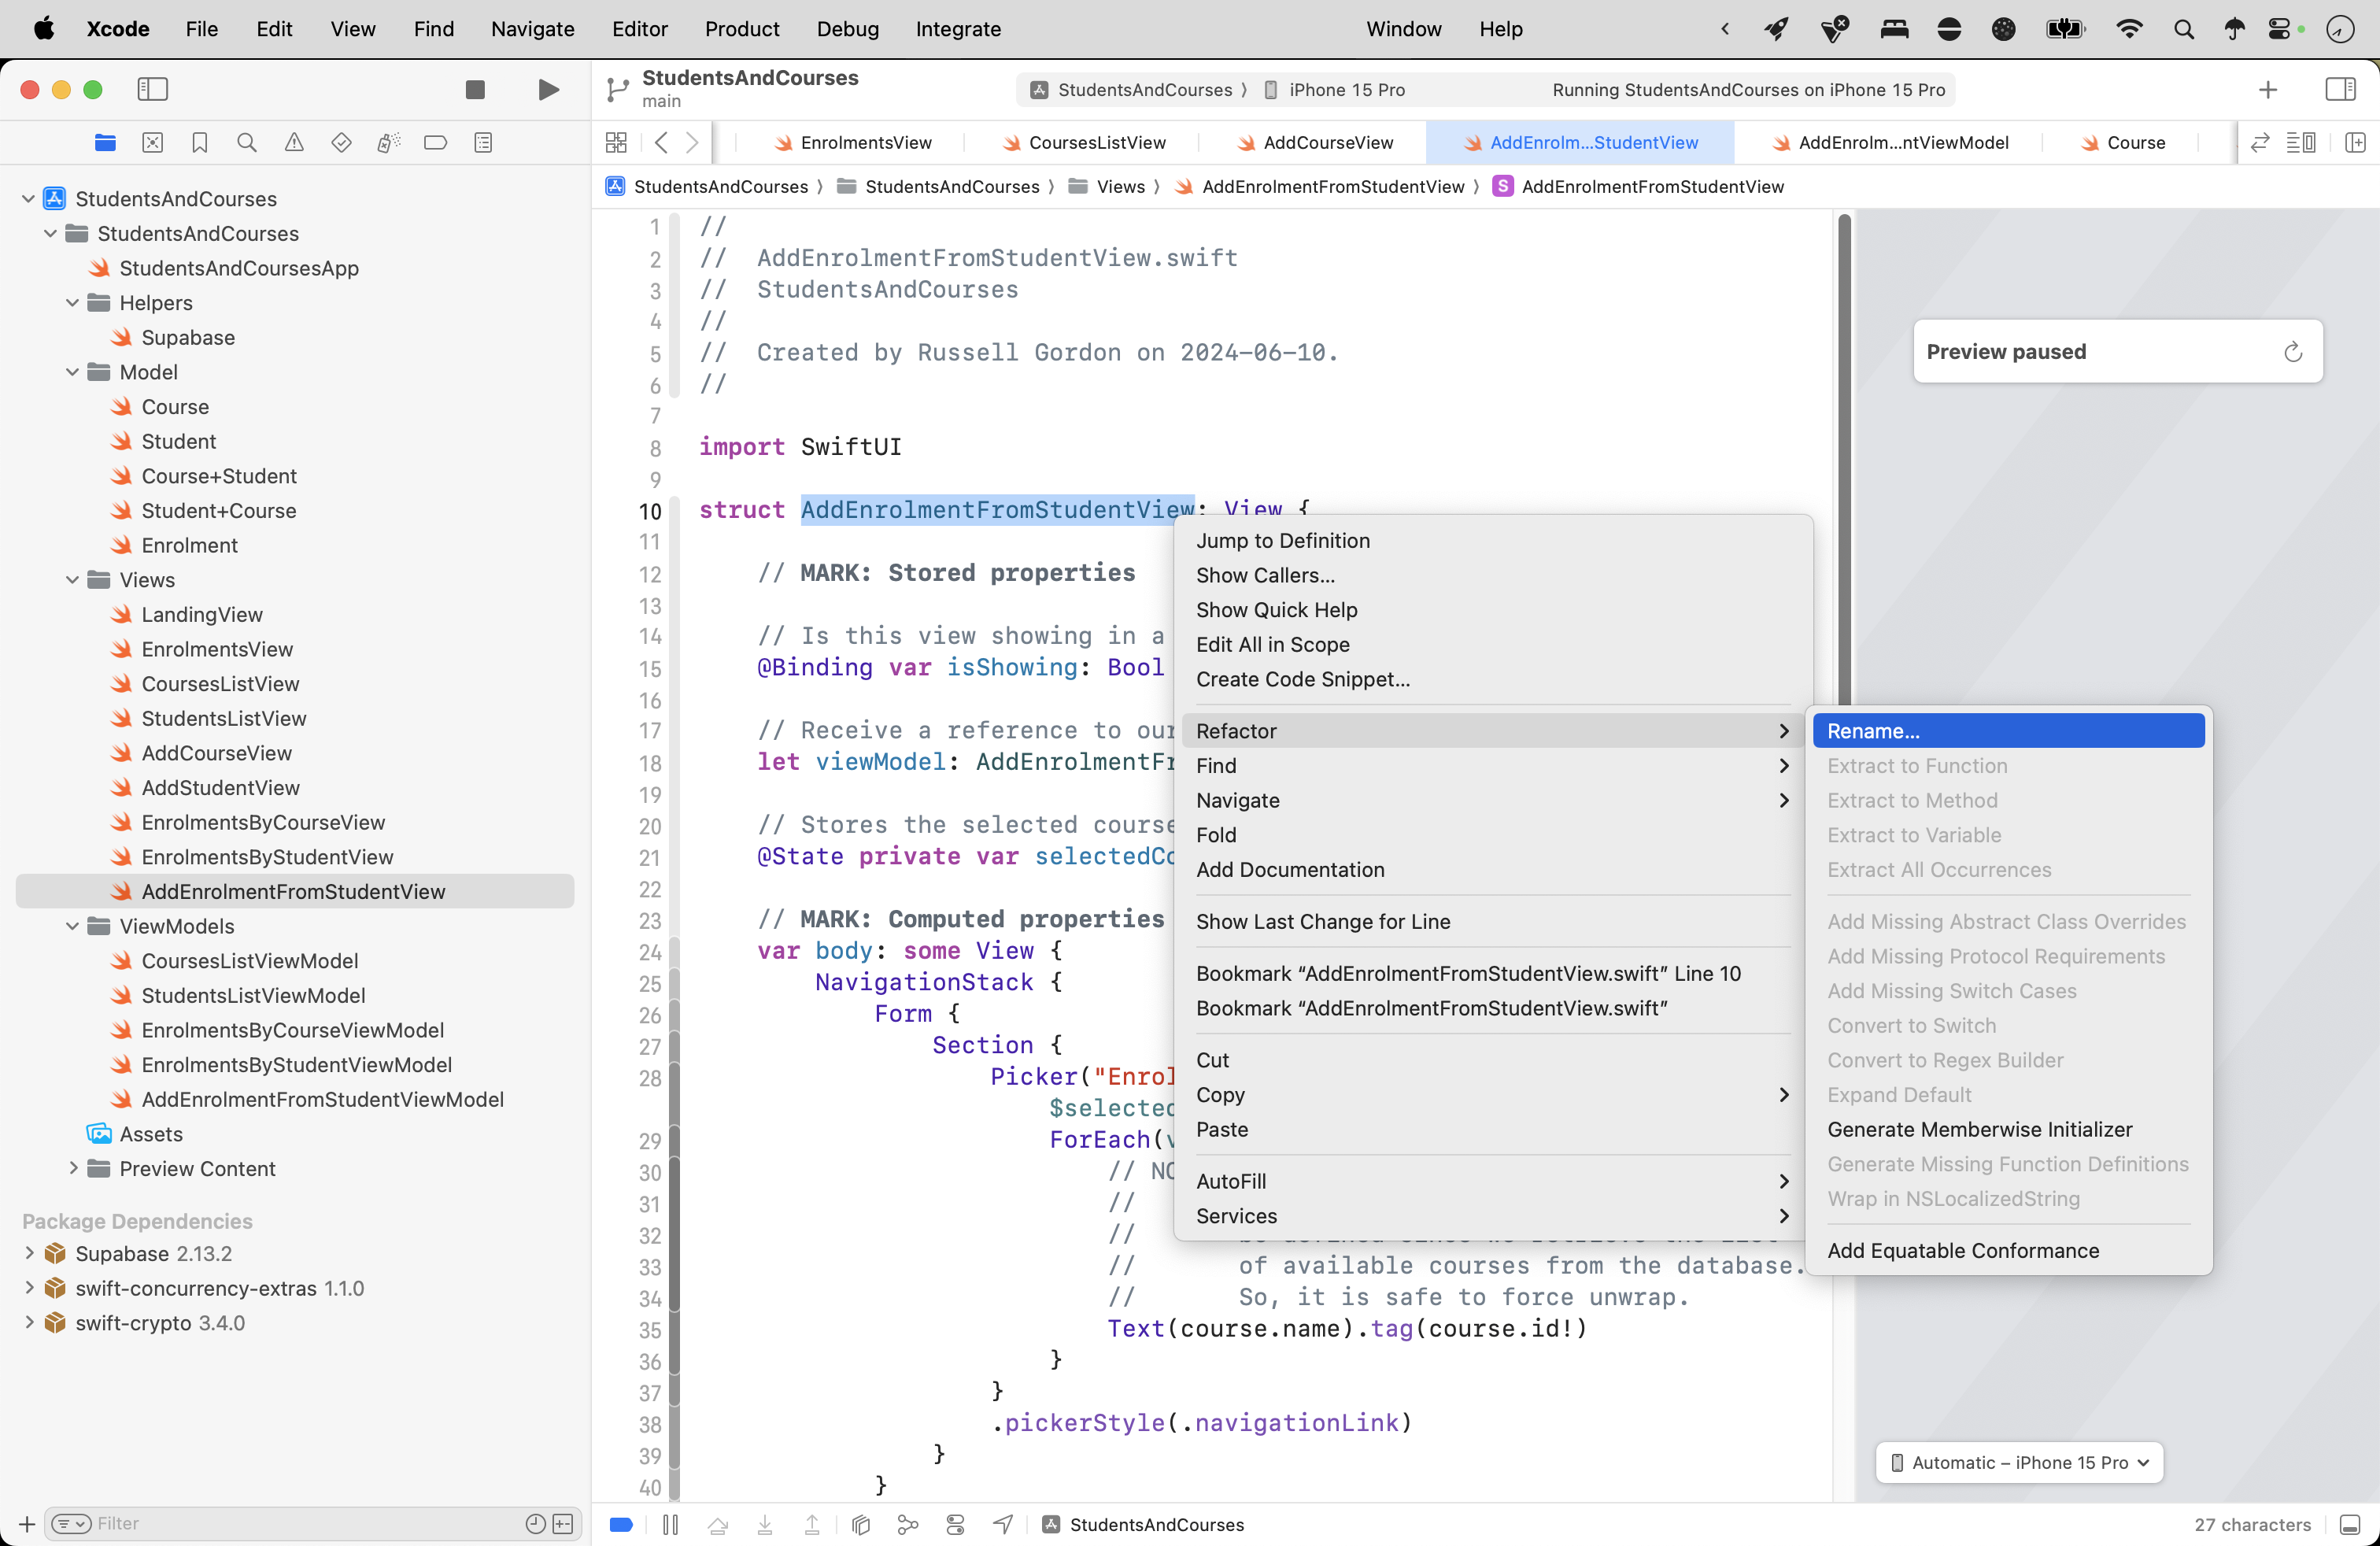 Xcode File Edit View Find Navigate Editor Product Debug Integrate Window Help
StudentsAndCourses
main
StudentsAndCourses 〉 iPhone 15 Pro
Running StudentsAndCourses on iPhone 15 Pro
EnrolmentsView CoursesListView AddCourseView AddEnrolm...StudentView AddEnrolm...ntViewModel Course
StudentsAndCourses 〉 StudentsAndCourses 〉 Views 〉 AddEnrolmentFromStudentView 〉 S AddEnrolmentFromStudentView
StudentsAndCourses
StudentsAndCourses
StudentsAndCoursesApp
Helpers
Supabase
Model
Course
Student
Course+Student
Student+Course
Enrolment
Views
LandingView
EnrolmentsView
CoursesListView
StudentsListView
AddCourseView
AddStudentView
EnrolmentsByCourseView
EnrolmentsByStudentView
AddEnrolmentFromStudentView
ViewModels
CoursesListViewModel
StudentsListViewModel
EnrolmentsByCourseViewModel
EnrolmentsByStudentViewModel
AddEnrolmentFromStudentViewModel
Assets
Preview Content
Package Dependencies
Supabase 2.13.2
swift-concurrency-extras 1.1.0
swift-crypto 3.4.0
Filter
1 //
2 // AddEnrolmentFromStudentView.swift
3 // StudentsAndCourses
4 //
5 // Created by Russell Gordon on 2024-06-10.
6 //
7
8 import SwiftUI
9
10 struct AddEnrolmentFromStudentView: View {
11
12 // MARK: Stored properties
13
14 // Is this view showing in a
15 @Binding var isShowing: Bool
16
17 // Receive a reference to our
18 let viewModel: AddEnrolmentFr
19
20 // Stores the selected course
21 @State private var selectedCo
22
23 // MARK: Computed properties
24 var body: some View {
25 NavigationStack {
26 Form {
27 Section {
28 Picker("Enrol
$selected
29 ForEach(v
30 // NO
31 //
32 //
33 // of available courses from the database.
34 // So, it is safe to force unwrap.
35 Text(course.name).tag(course.id!)
36 }
37 }
38 .pickerStyle(.navigationLink)
39 }
40 }
Jump to Definition
Show Callers...
Show Quick Help
Edit All in Scope
Create Code Snippet...
Refactor
Find
Navigate
Fold
Add Documentation
Show Last Change for Line
Bookmark “AddEnrolmentFromStudentView.swift” Line 10
Bookmark “AddEnrolmentFromStudentView.swift”
Cut
Copy
Paste
AutoFill
Services
Rename...
Extract to Function
Extract to Method
Extract to Variable
Extract All Occurrences
Add Missing Abstract Class Overrides
Add Missing Protocol Requirements
Add Missing Switch Cases
Convert to Switch
Convert to Regex Builder
Expand Default
Generate Memberwise Initializer
Generate Missing Function Definitions
Wrap in NSLocalizedString
Add Equatable Conformance
Preview paused
Automatic – iPhone 15 Pro
StudentsAndCourses
27 characters